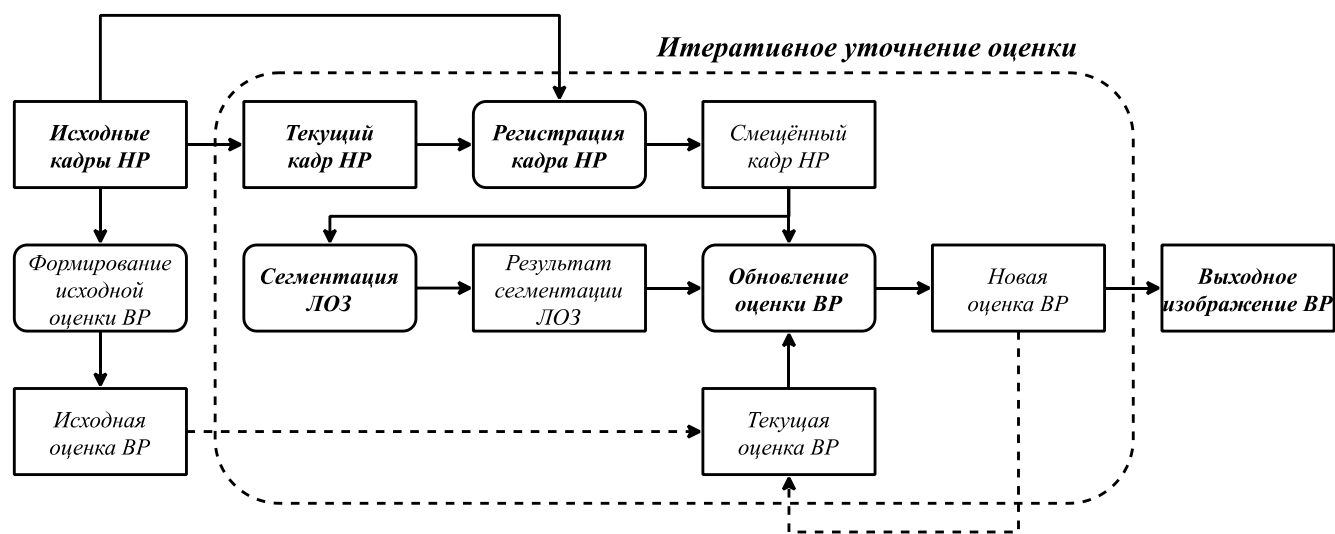 Итеративное уточнение оценки
Исходные
кадры НР
Текущий
кадр НР
Регистрация
кадра НР
Смещённый
кадр НР
Формирование
исходной
оценки ВР
Сегментация
ЛОЗ
Результат
сегментации
ЛОЗ
Обновление
оценки ВР
Новая
оценка ВР
Выходное
изображение ВР
Исходная
оценка ВР
Текущая
оценка ВР